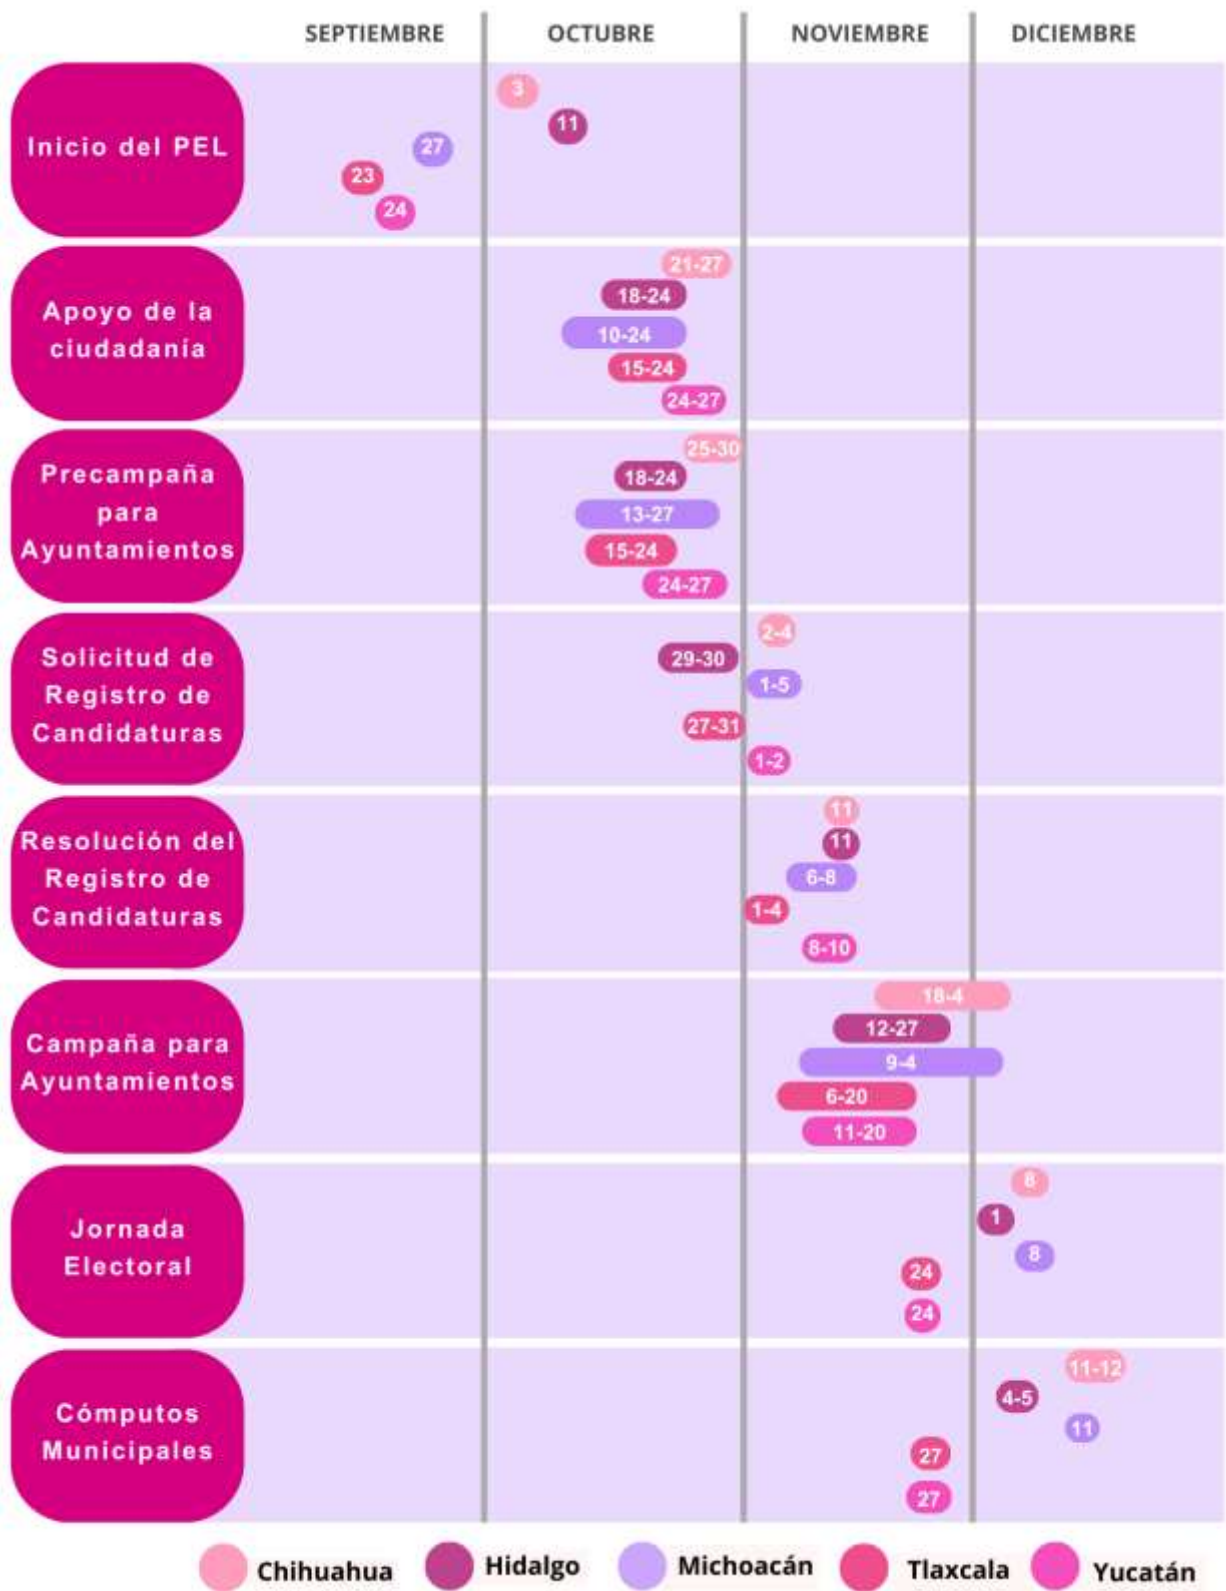 SEPTIEMBRE OCTUBRE NOVIEMBRE DICIEMBRE
Inicio del PEL
3
11
27
23
24
Apoyo de la
ciudadanía
21-27
18-24
10-24
15-24
24-27
Precampaña
para
Ayuntamientos
25-30
18-24
13-27
15-24
24-27
Solicitud de
Registro de
Candidaturas
2-4
29-30
1-5
27-31
1-2
Resolución del
Registro de
Candidaturas
11
11
6-8
1-4
8-10
Campaña para
Ayuntamientos
18-4
12-27
9-4
6-20
11-20
Jornada
Electoral
8
1
8
24
24
Cómputos
Municipales
11-12
4-5
11
27
27
Chihuahua Hidalgo Michoacán Tlaxcala Yucatán